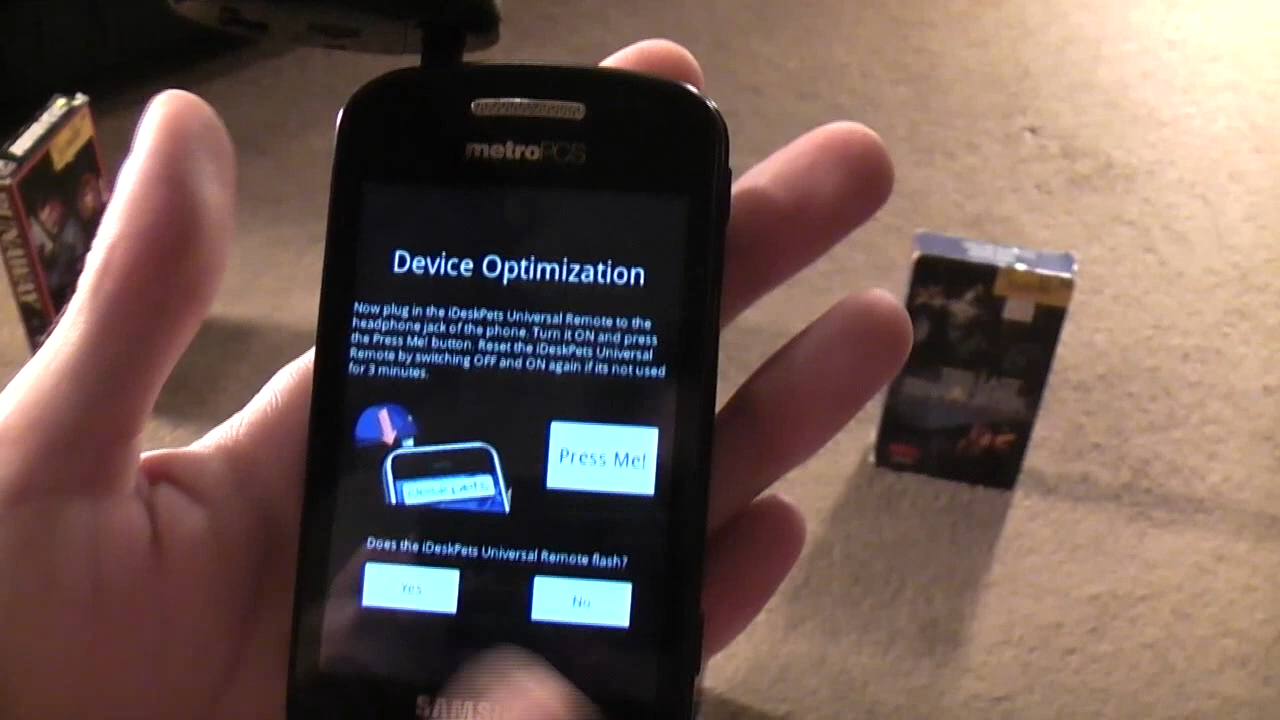 metroPCS
Device Optimization
Now plug in the iDeskPets Universal Remote to the
headphone jack of the phone. Turn it ON and press
the Press Me! button. Reset the iDeskPets Universal
Remote by switching OFF and ON again if its not used
for 3 minutes.
Press Me!
Does the iDeskPets Universal Remote flash?
Yes
No